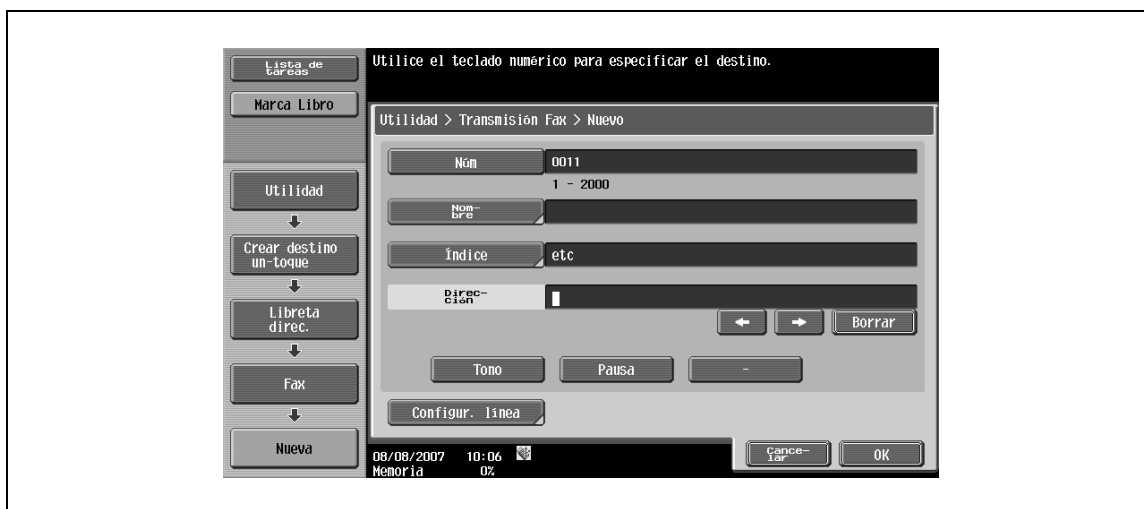 Lista de
tareas
Marca Libro
Utilidad
Crear destino
un-toque
Libreta
direc.
Fax
Nueva
Utilice el teclado numérico para especificar el destino.
Utilidad > Transmisión Fax > Nuevo
Núm 0011
1 - 2000
Nom-
bre
Índice etc
Direc-
ción
Borrar
Tono Pausa -
Configur. línea
08/08/2007 10:06
Memoria 0%
Cance-
lar
OK